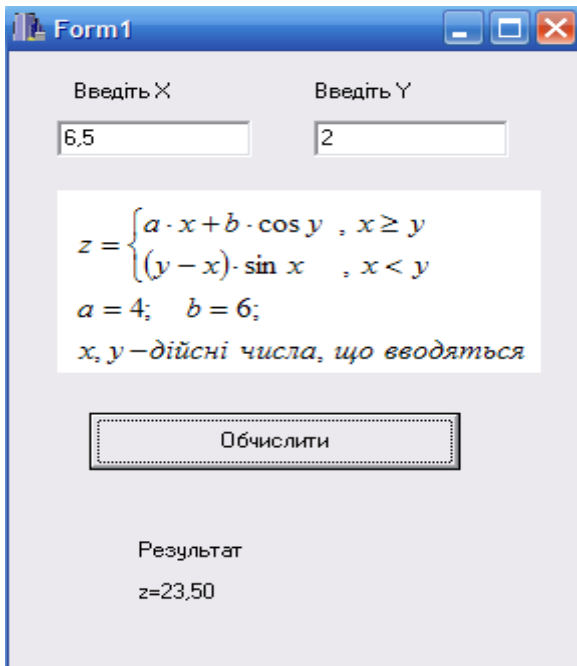 Form1
Введіть X Введіть Y
6,5 2
z = { a · x + b · cos y , x ≥ y
(y − x) · sin x , x < y
a = 4; b = 6;
x, y – дійсні числа, що вводяться
Обчислити
Результат
z=23,50